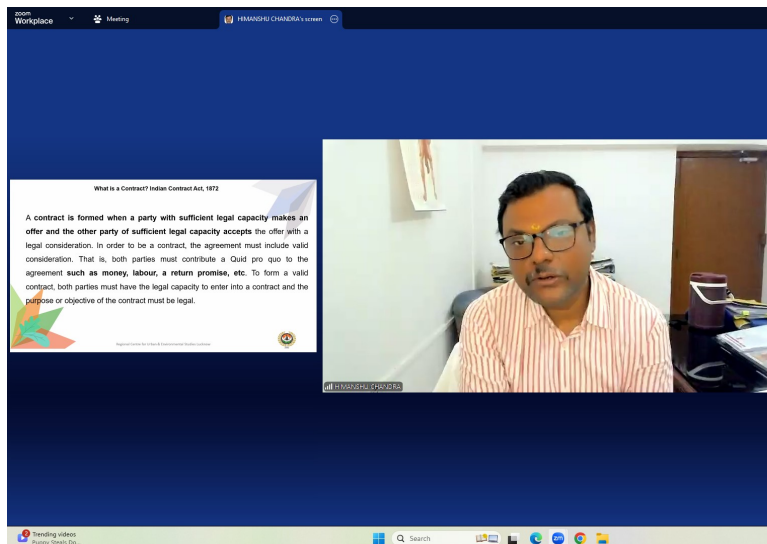 zoom
Workplace
Meeting
HIMANSHU CHANDRA's screen
What is a Contract? Indian Contract Act, 1872
A contract is formed when a party with sufficient legal capacity makes an
offer and the other party of sufficient legal capacity accepts the offer with a
legal consideration. In order to be a contract, the agreement must include valid
consideration. That is, both parties must contribute a Quid pro quo to the
agreement such as money, labour, a return promise, etc. To form a valid
contract, both parties must have the legal capacity to enter into a contract and the
purpose or objective of the contract must be legal.
Regional Centre for Urban & Environmental Studies Lucknow
HIMANSHU CHANDRA
2
Trending videos
Puppy Steals Do...
Search
zm